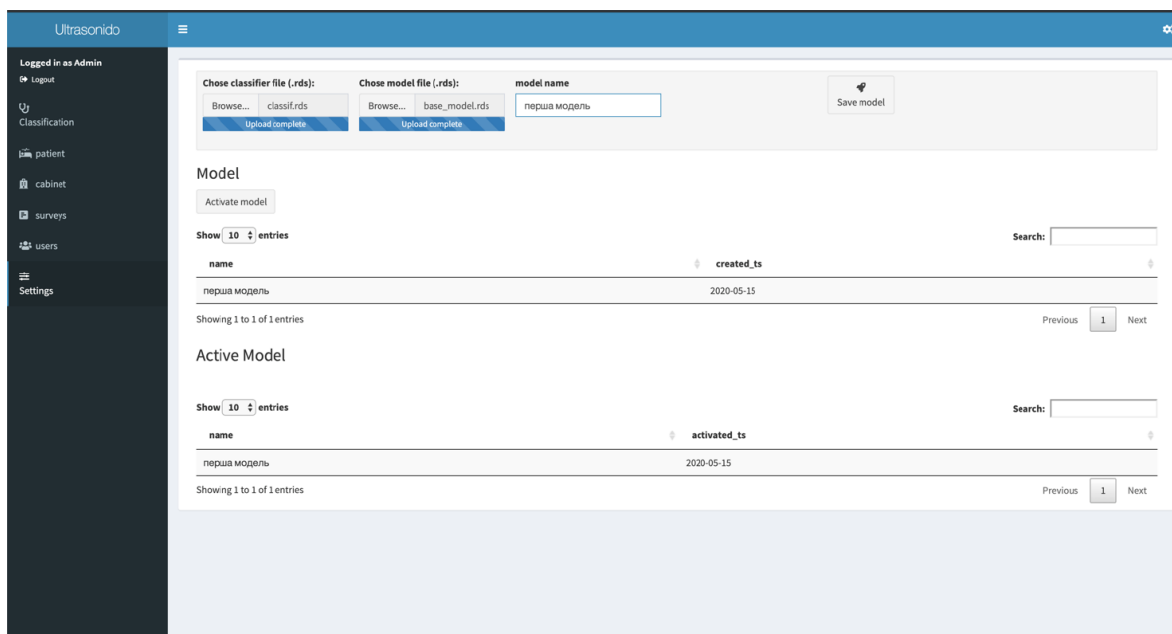 Ultrasonido
Logged in as Admin
Logout
Classification
patient
cabinet
surveys
users
Settings
Chose classifier file (.rds): Chose model file (.rds): model name
Browse... classif.rds Browse... base_model.rds перша модель Save model
Upload complete Upload complete
Model
Activate model
Show 10 entries Search:
name created_ts
перша модель 2020-05-15
Showing 1 to 1 of 1 entries Previous 1 Next
Active Model
Show 10 entries Search:
name activated_ts
перша модель 2020-05-15
Showing 1 to 1 of 1 entries Previous 1 Next